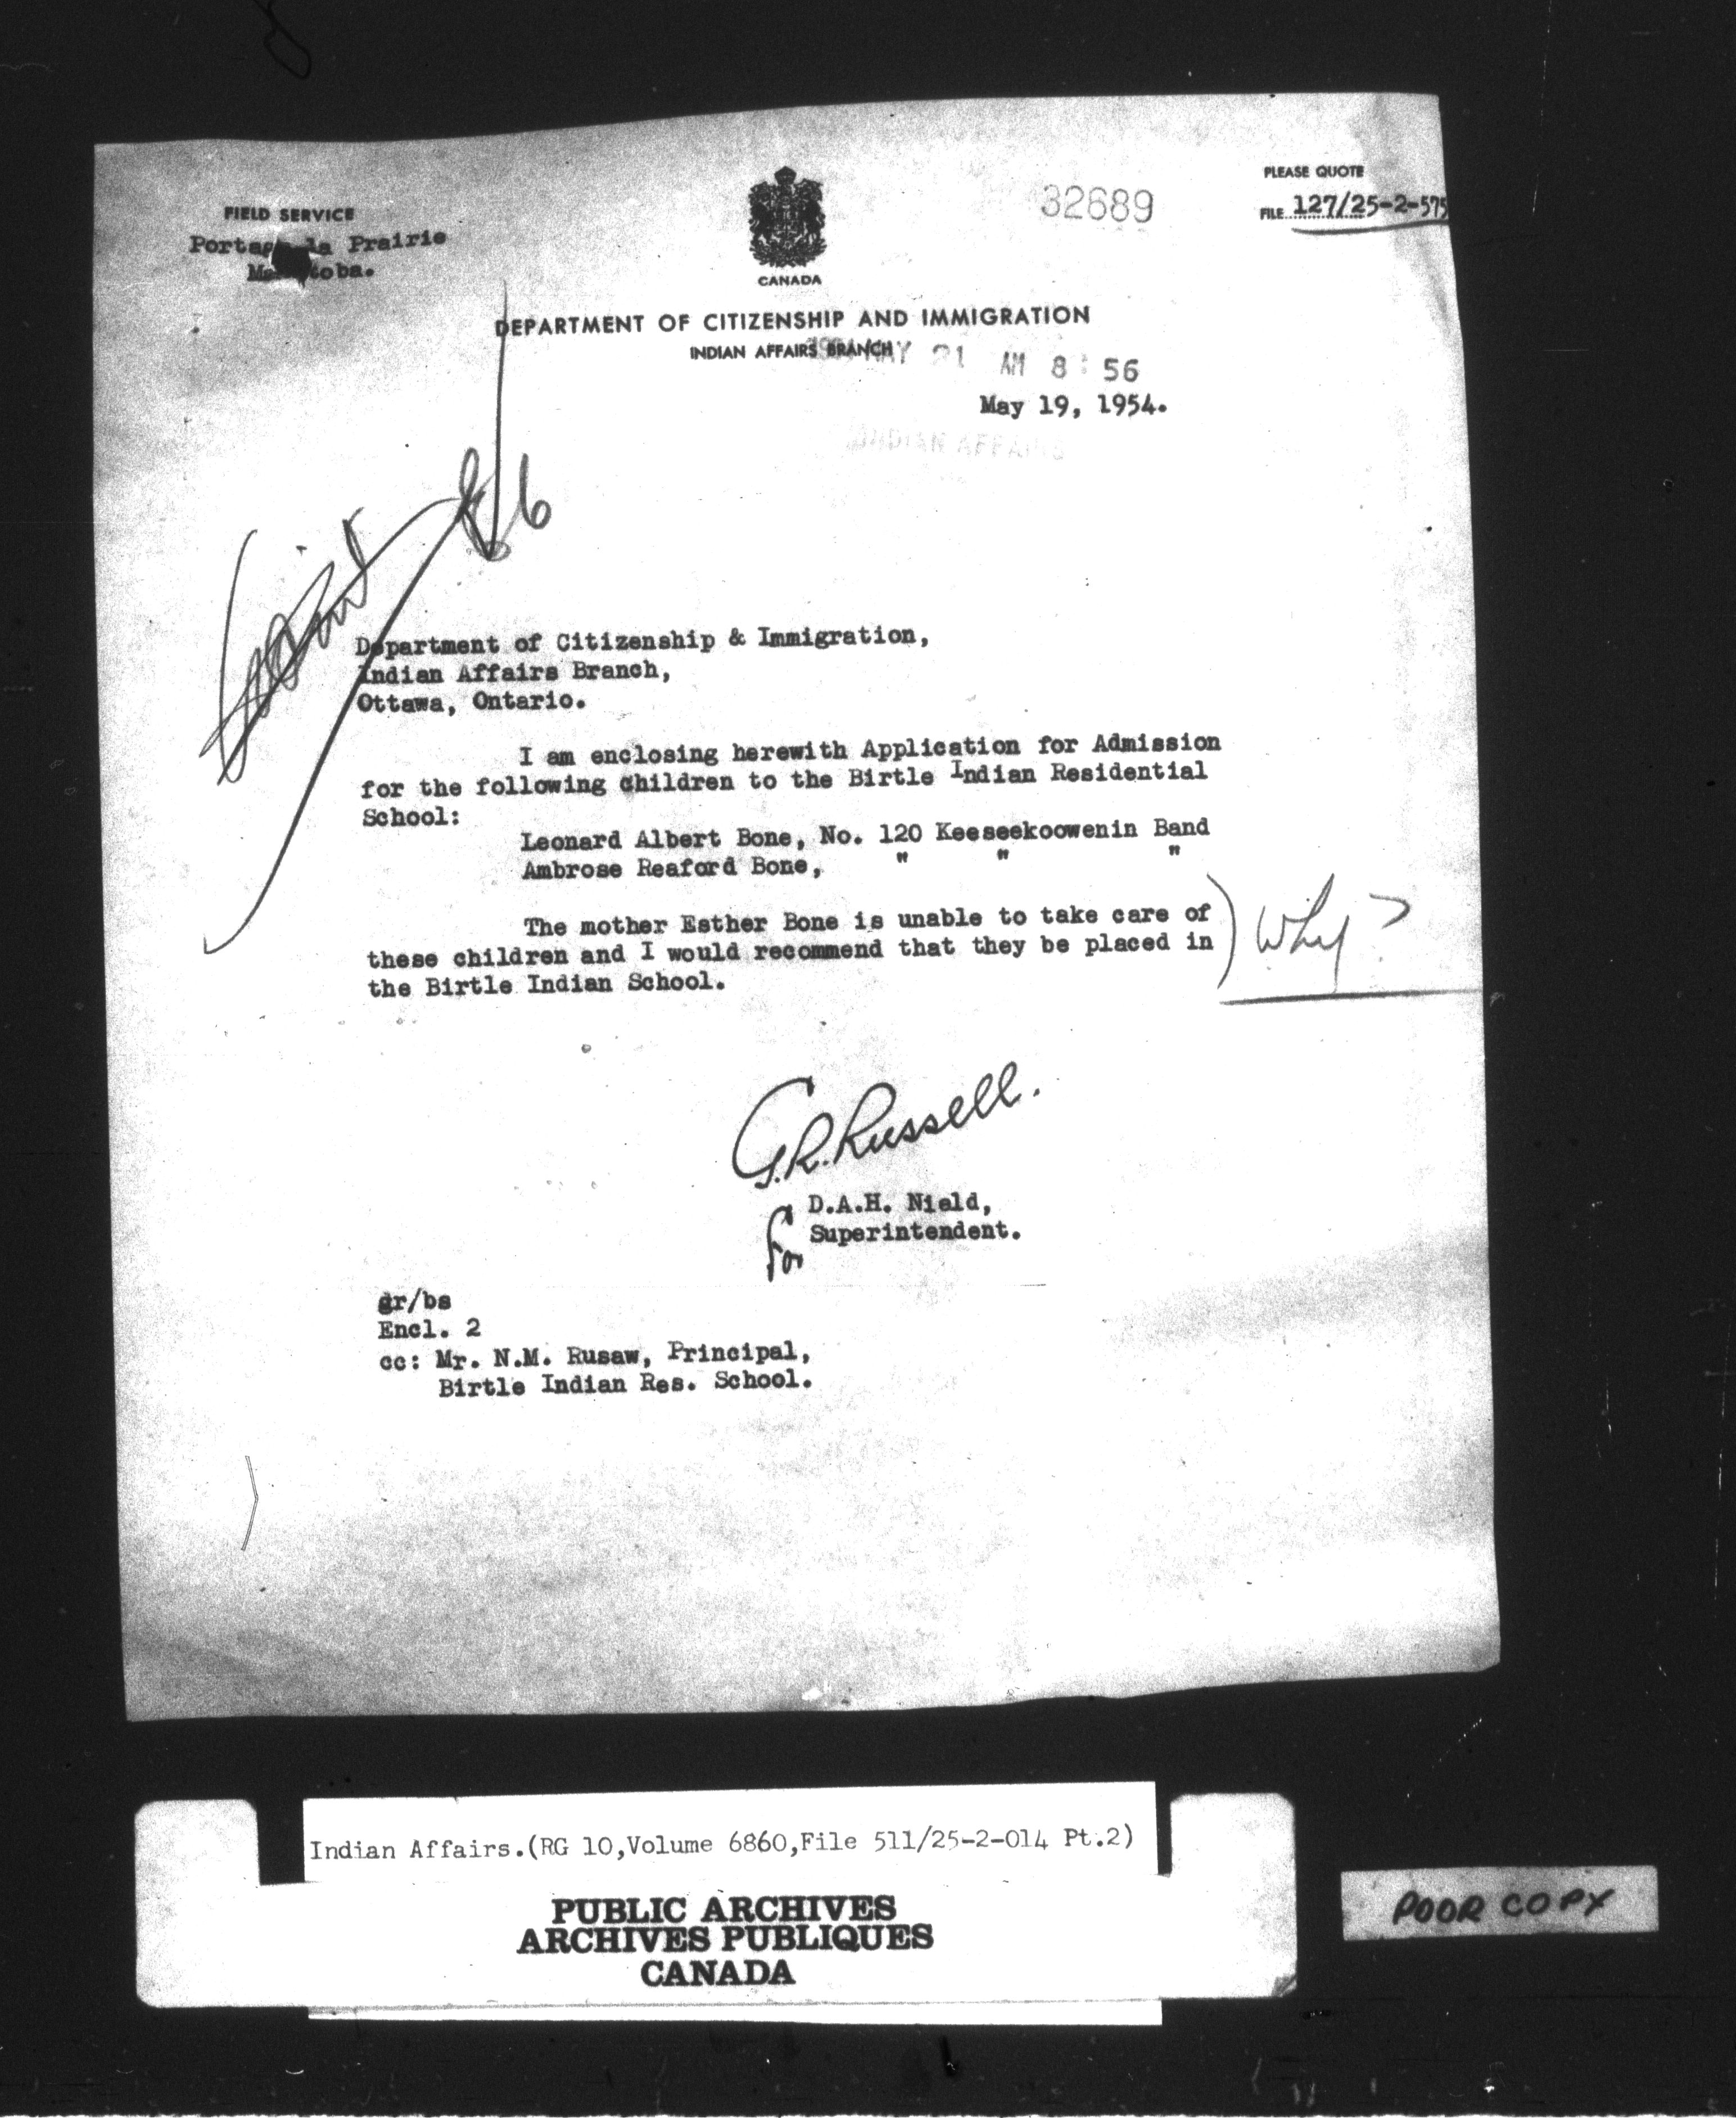 PLEASE QUOTE
FILE 127/25-2-575
32689
FIELD SERVICE
Portage la Prairie
Manitoba.
CANADA
DEPARTMENT OF CITIZENSHIP AND IMMIGRATION
INDIAN AFFAIRS BRANCH
MAY 21 AM 8:56
May 19, 1954.
INDIAN AFFAIRS
Department of Citizenship & Immigration,
Indian Affairs Branch,
Ottawa, Ontario.
I am enclosing herewith Application for Admission
for the following children to the Birtle Indian Residential
School:
Leonard Albert Bone, No. 120 Keeseekoowenin Band
Ambrose Reaford Bone, " " "
The mother Esther Bone is unable to take care of
these children and I would recommend that they be placed in
the Birtle Indian School.
) Why?
G.R. Russell.
D.A.H. Nield,
for Superintendent.
gr/bs
Encl. 2
cc: Mr. N.M. Rusaw, Principal,
Birtle Indian Res. School.
Indian Affairs.(RG 10,Volume 6860,File 511/25-2-014 Pt.2)
PUBLIC ARCHIVES
ARCHIVES PUBLIQUES
CANADA
POOR COPY